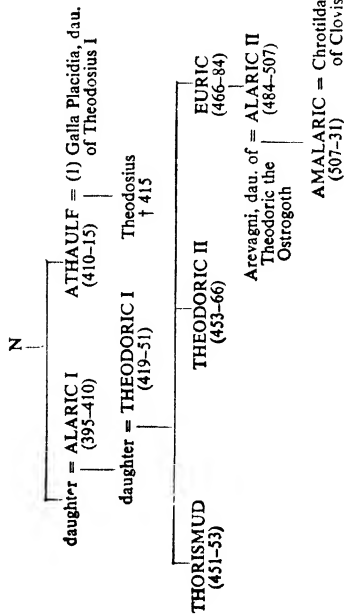 N
daughter = ALARIC I
(395–410)
ATHAULF = (1) Galla Placidia, dau.
(410–15)
of Theodosius I
daughter = THEODORIC I
(419–51)
Theodosius
† 415
THORISMUD
(451–53)
THEODORIC II
(453–66)
EURIC
(466–84)
Arevagni, dau. of = ALARIC II
Theodoric the
(484–507)
Ostrogoth
AMALARIC = Chrotilda
(507–31)
of Clovis